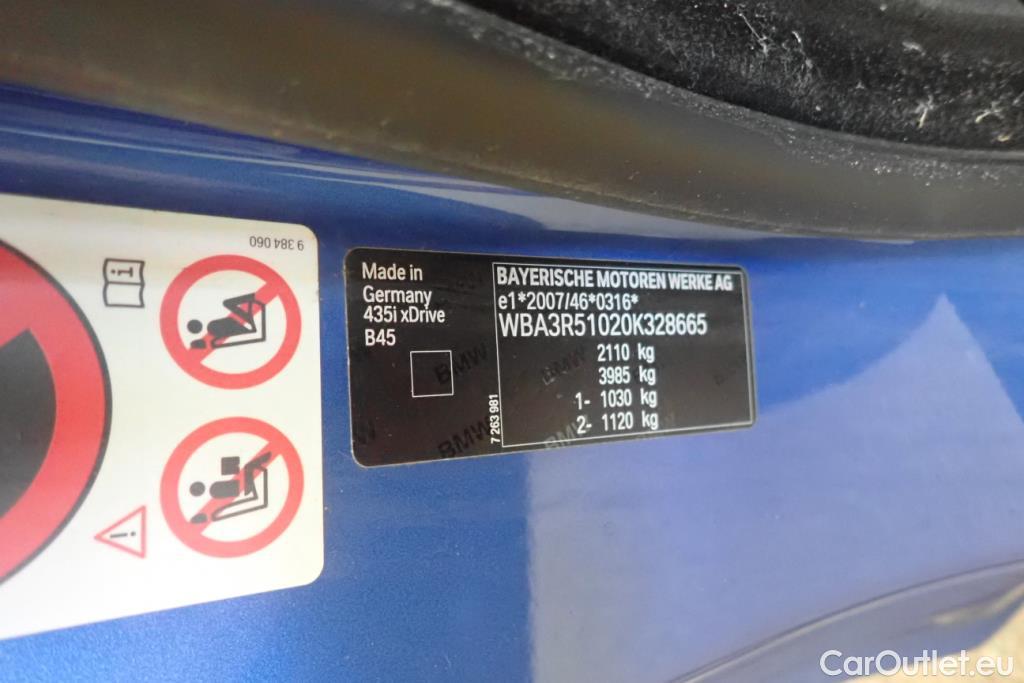 9 384 060
Made in
Germany
435i xDrive
B45
BAYERISCHE MOTOREN WERKE AG
e1*2007/46*0316*
WBA3R51020K328665
2110 kg
3985 kg
1- 1030 kg
2- 1120 kg
7 263 981
BMW
BMW
BMW
CarOutlet.eu